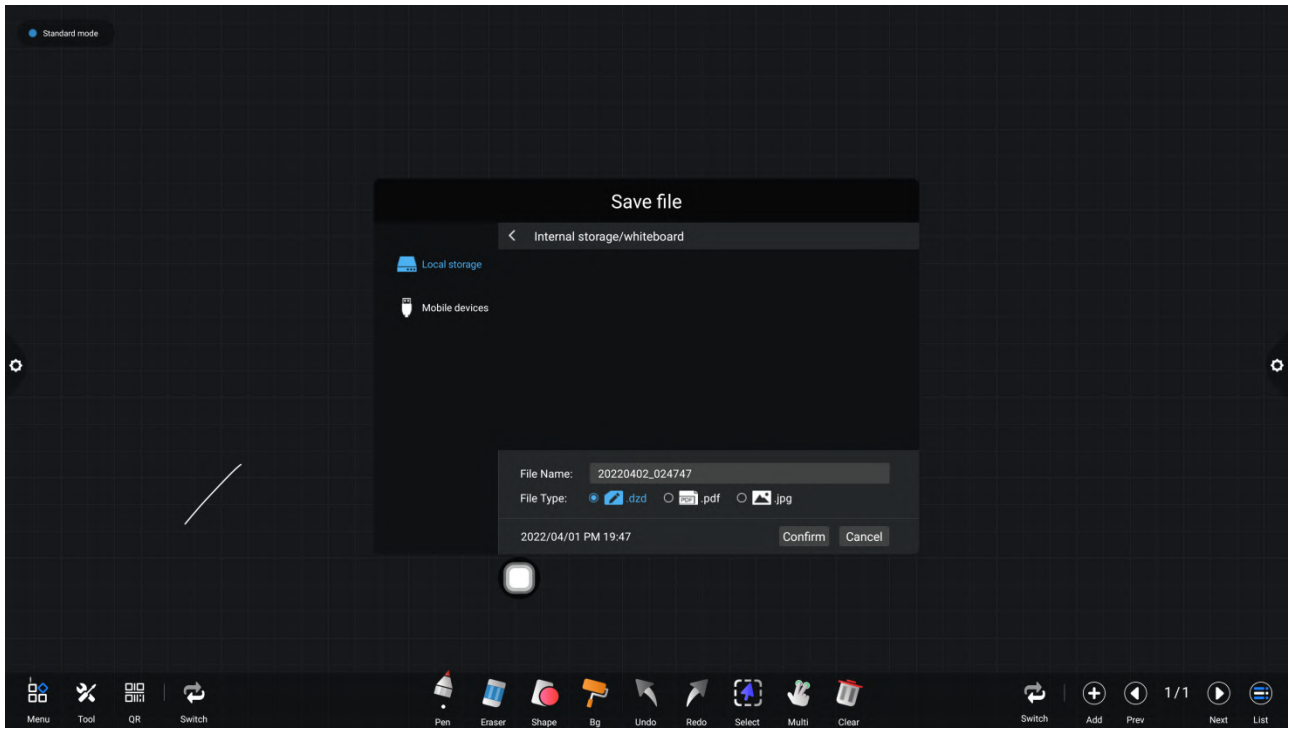 Standard mode
Save file
Internal storage/whiteboard
Local storage
Mobile devices
File Name: 20220402_024747
File Type: .dzd PDF .pdf .jpg
2022/04/01 PM 19:47 Confirm Cancel
1/1
Menu Tool QR Switch Pen Eraser Shape Bg Undo Redo Select Multi Clear Switch Add Prev Next List